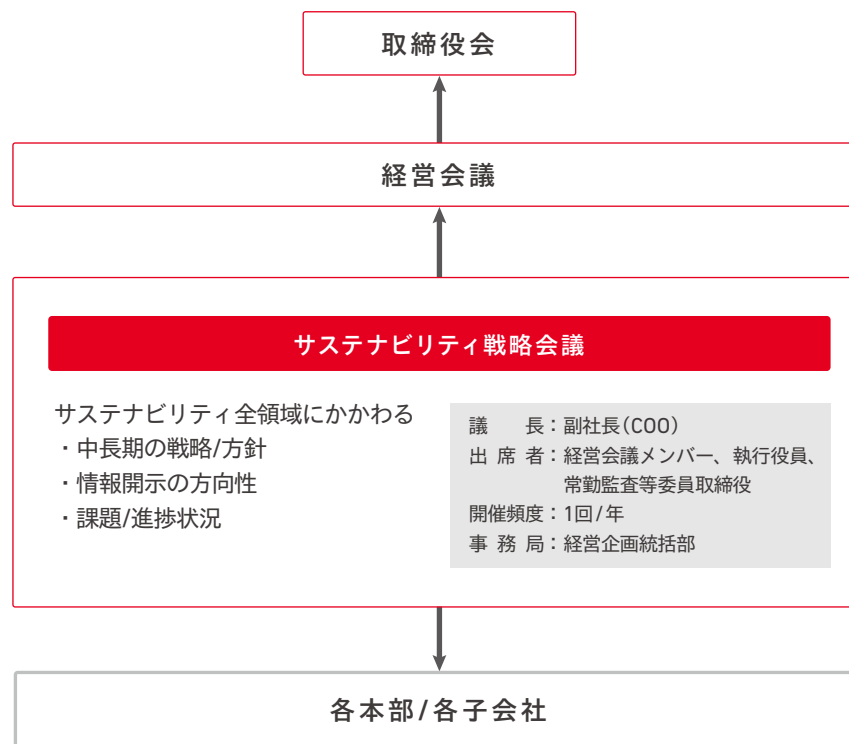 取締役会
経営会議
サステナビリティ戦略会議
サステナビリティ全領域にかかわる
・中長期の戦略/方針
・情報開示の方向性
・課題/進捗状況
議　長：副社長（COO）
出席者：経営会議メンバー、執行役員、
常勤監査等委員取締役
開催頻度：1回/年
事務局：経営企画統括部
各本部/各子会社